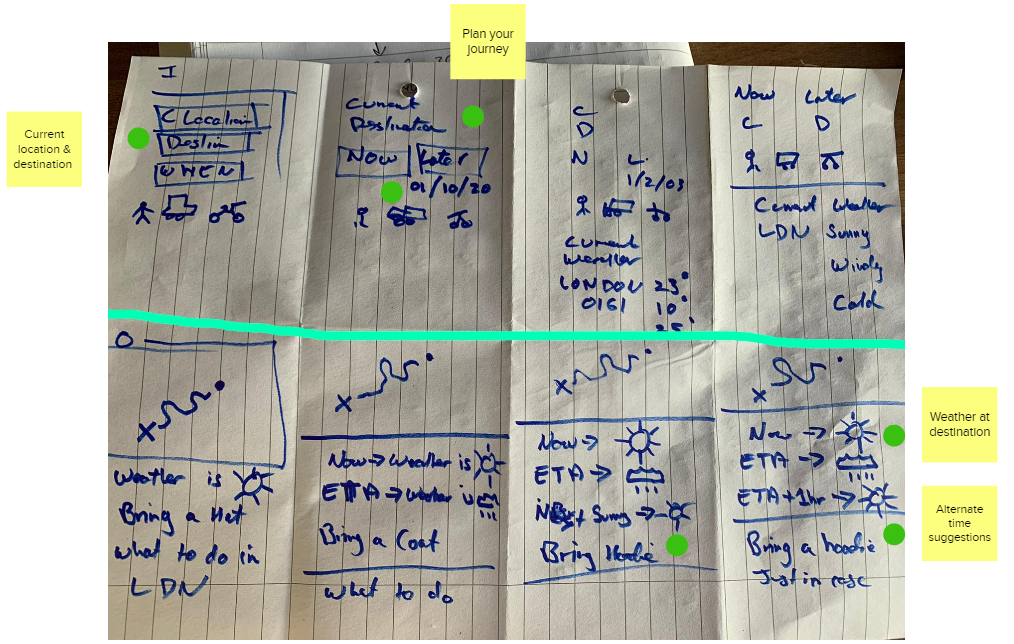 Plan your
journey
Current
location &
destination
I
C Location
Destin
WHEN
Current
Destination
Now Later
01/10/20
C
D
N L.
1/2/03
Current
Weather
LONDON 23°
0161 10°
25°
Now Later
C D
Current Weather
LDN Sunny
Windy
Cold
O
X
Weather is
Bring a Hat
what to do in
LDN
X
Now → Weather is
ETA → Weather is
Bring a Coat
what to do
X
Now →
ETA →
Sunny →
Bring Hoodie
X
Now →
ETA →
ETA + 1hr →
Bring a hoodie
Just in case
Weather at
destination
Alternate
time
suggestions